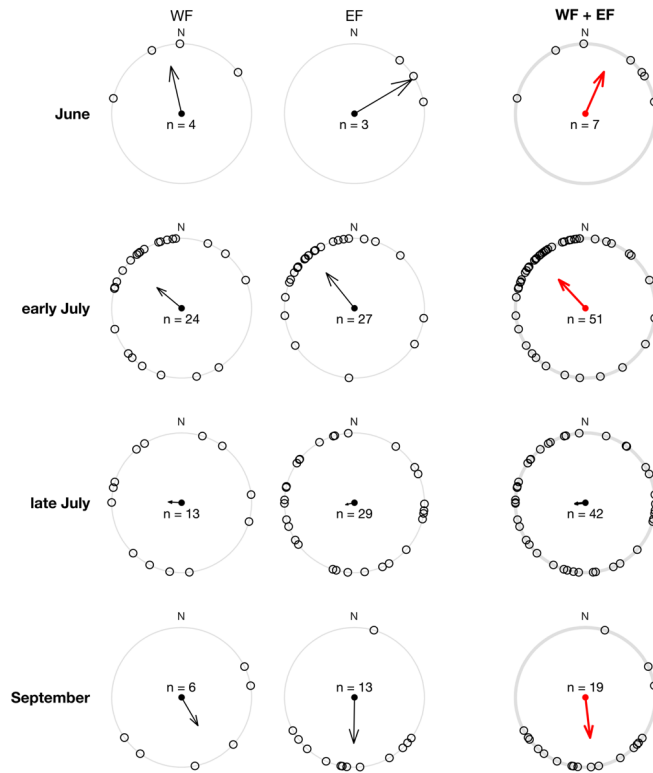 WF EF WF + EF
N N N
June n = 4 n = 3 n = 7
N N N
early July n = 24 n = 27 n = 51
N N N
late July n = 13 n = 29 n = 42
N N N
September n = 6 n = 13 n = 19